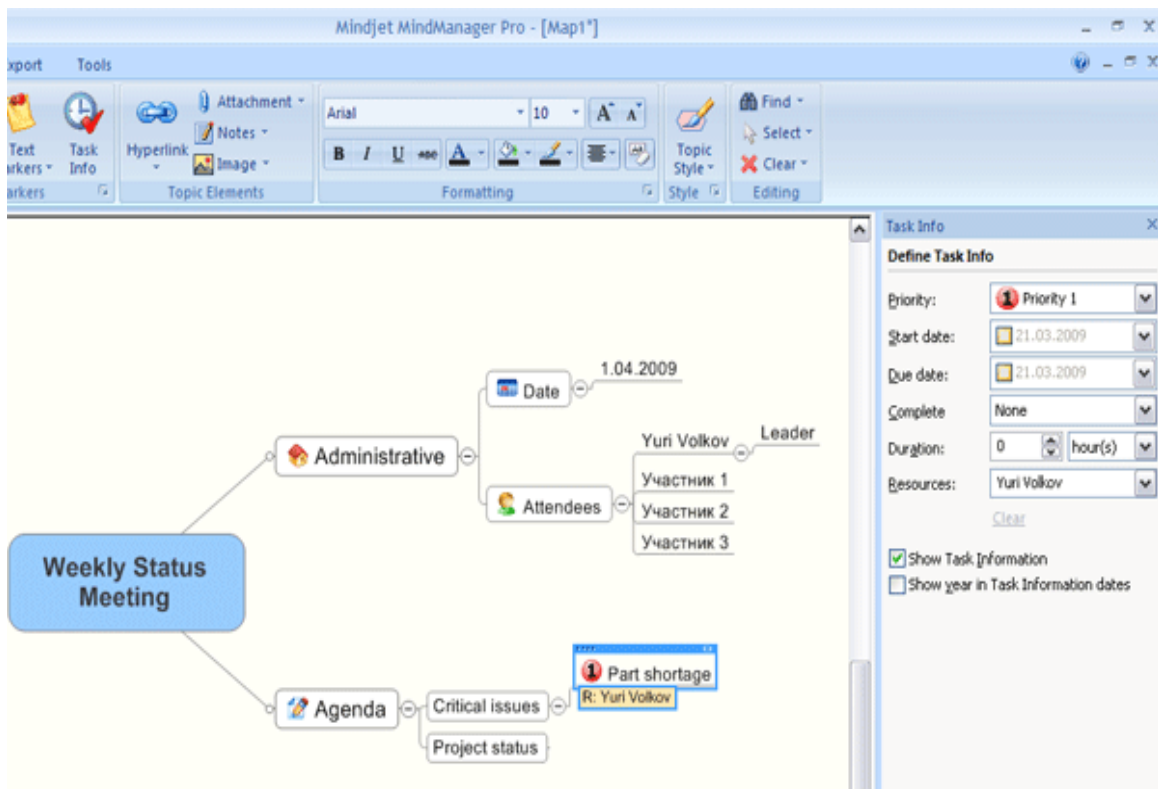 Mindjet MindManager Pro - [Map1*]
xport Tools
Text
arkers
Task
Info
arkers
Hyperlink
Attachment
Notes
Image
Topic Elements
Arial 10 A A
B I U abc A
Formatting
Topic
Style
Style
Find
Select
Clear
Editing
Weekly Status
Meeting
Administrative
Date
1.04.2009
Attendees
Yuri Volkov
Leader
Участник 1
Участник 2
Участник 3
Agenda
Critical issues
1 Part shortage
R: Yuri Volkov
Project status
Task Info
Define Task Info
Priority: 1 Priority 1
Start date: 21.03.2009
Due date: 21.03.2009
Complete None
Duration: 0 hour(s)
Resources: Yuri Volkov
Clear
Show Task Information
Show year in Task Information dates